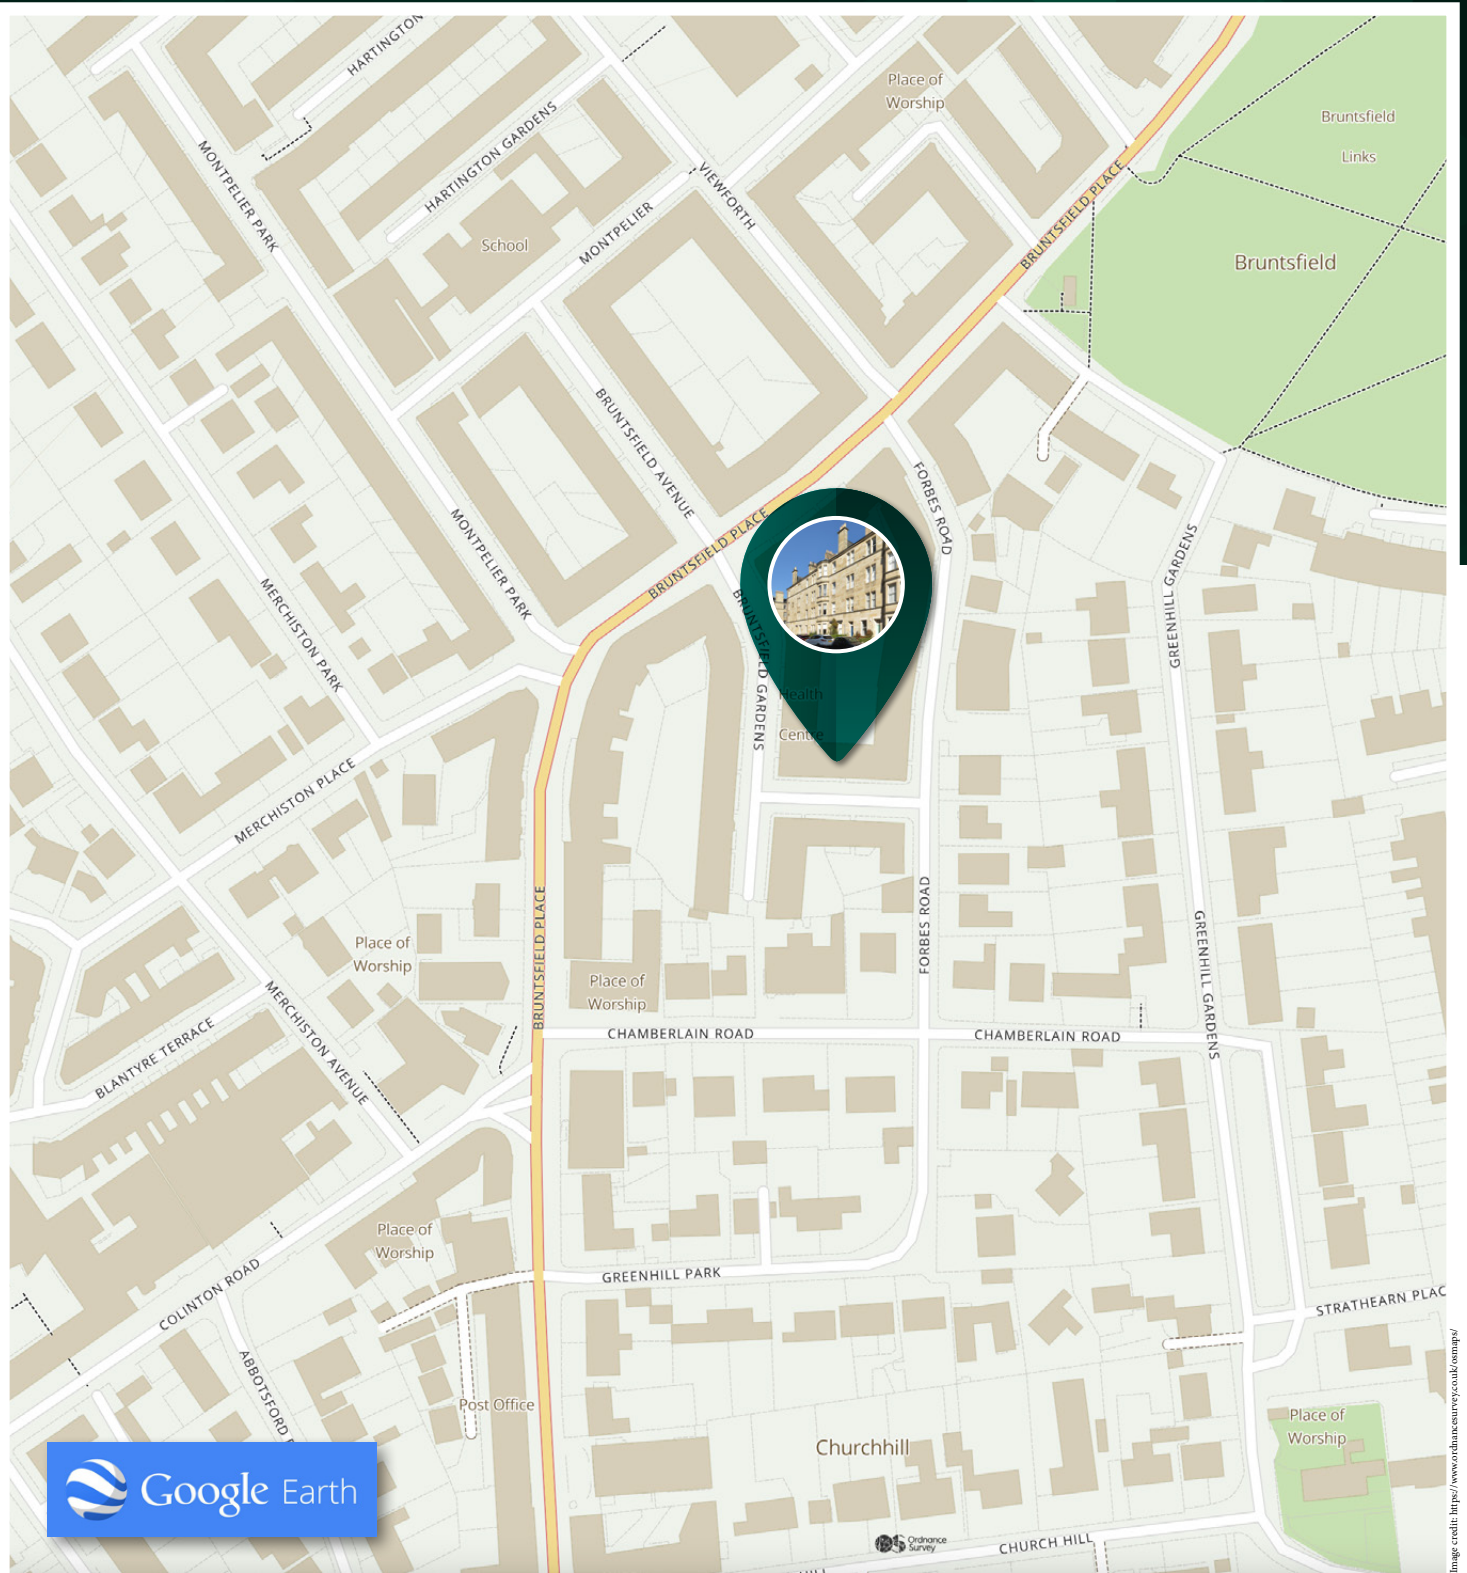 HARTINGTON
Place of
Worship
Bruntsfield
Links
HARTINGTON GARDENS
MONTPELIER PARK
VIEWFORTH
BRUNTSFIELD PLACE
School
MONTPELIER
Bruntsfield
BRUNTSFIELD AVENUE
FORBES ROAD
MONTPELIER PARK
BRUNTSFIELD PLACE
GREENHILL GARDENS
MERCHISTON PARK
BRUNTSFIELD GARDENS
Health
Centre
MERCHISTON PLACE
BRUNTSFIELD PLACE
FORBES ROAD
GREENHILL GARDENS
Place of
Worship
Place of
Worship
MERCHISTON AVENUE
BLANTYRE TERRACE
CHAMBERLAIN ROAD
CHAMBERLAIN ROAD
Place of
Worship
COLINTON ROAD
GREENHILL PARK
STRATHEARN PLAC
ABBOTSFORD
Post Office
Place of
Worship
Churchhill
Google Earth
Ordnance
Survey
CHURCH HILL
Image credit: https://www.ordnancesurvey.co.uk/osmaps/